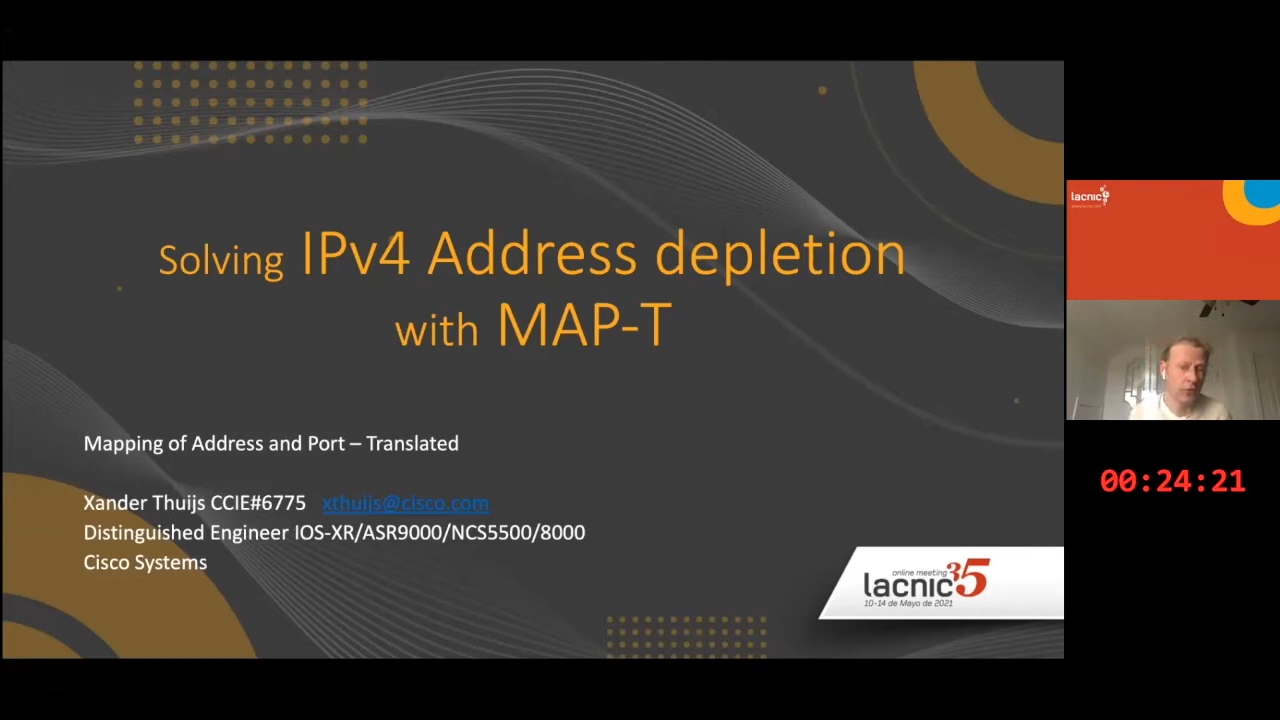 Solving IPv4 Address depletion
with MAP-T
Mapping of Address and Port – Translated
Xander Thuijs CCIE#6775 xthuijs@cisco.com
Distinguished Engineer IOS-XR/ASR9000/NCS5500/8000
Cisco Systems
online meeting
lacnic35
10-14 de Mayo de 2021
lacnic
00:24:21